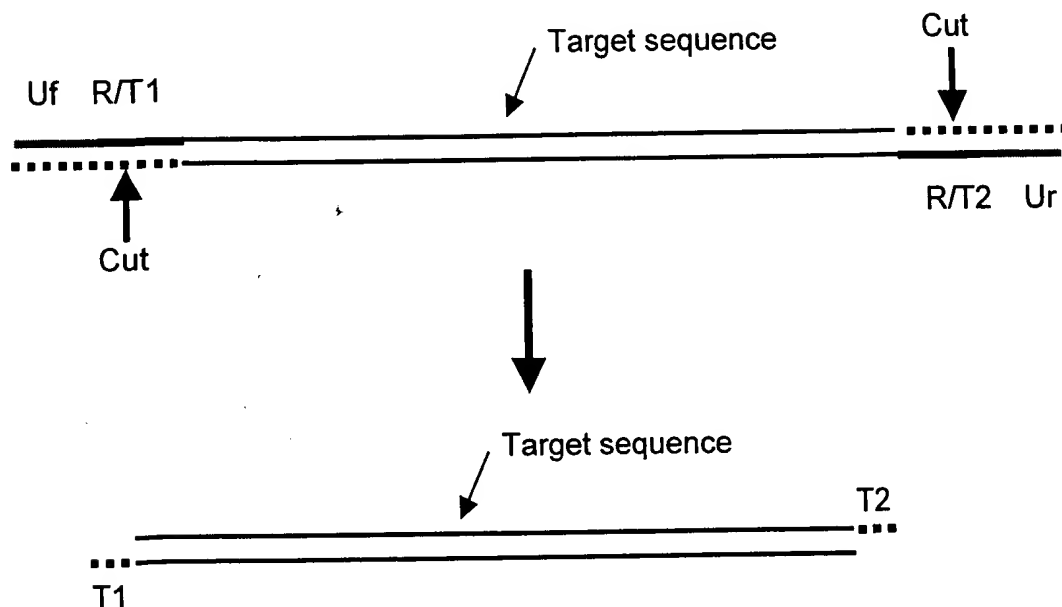 Cut
Target sequence
Uf R/T1
R/T2 Ur
Cut
Target sequence
T2
T1